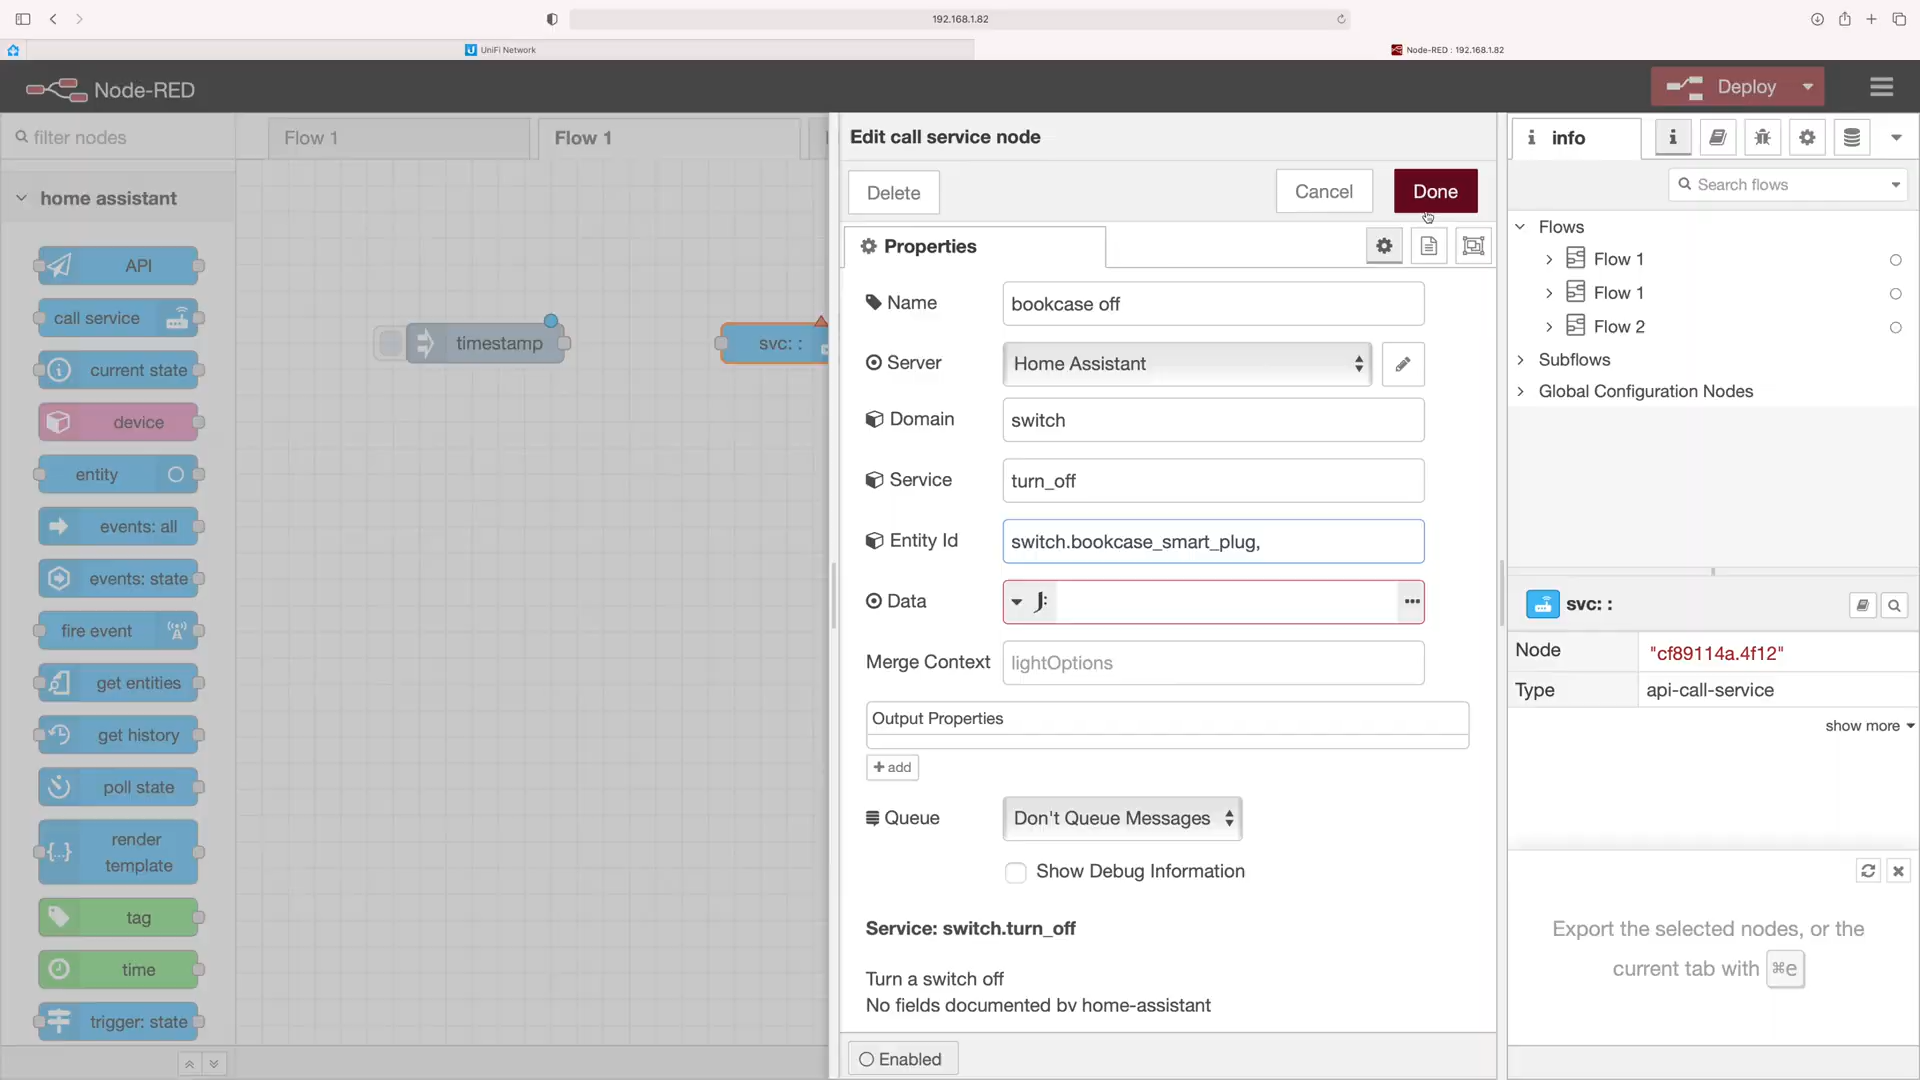 192.168.1.82
UniFi Network
Node-RED : 192.168.1.82
Node-RED
Deploy
filter nodes
Flow 1
Flow 1
Edit call service node
info
Search flows
Delete
Cancel
Done
home assistant
Properties
Flows
Flow 1
Flow 1
Flow 2
Subflows
Global Configuration Nodes
API
call service
current state
device
entity
events: all
events: state
fire event
get entities
get history
poll state
render
template
tag
time
trigger: state
timestamp
svc: :
Name
bookcase off
Server
Home Assistant
Domain
switch
Service
turn_off
Entity Id
switch.bookcase_smart_plug,
Data
J:
Merge Context
lightOptions
Output Properties
add
Queue
Don't Queue Messages
Show Debug Information
Service: switch.turn_off
Turn a switch off
No fields documented by home-assistant
Enabled
svc: :
Node
"cf89114a.4f12"
Type
api-call-service
show more
Export the selected nodes, or the
current tab with ⌘e